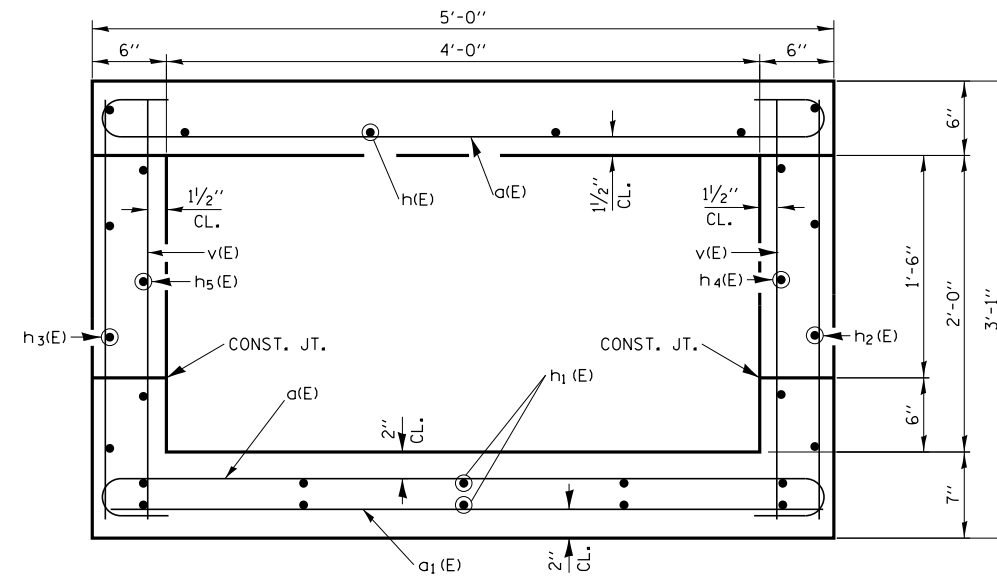 5'-0"
6" 4'-0" 6"
6"
1 1/2" CL.
h(E)
a(E)
1 1/2" CL.
1 1/2" CL.
v(E)
v(E)
h5(E)
h4(E)
1'-6"
2'-0"
3'-1"
h3(E)
h2(E)
CONST. JT.
CONST. JT.
h1(E)
a(E)
2" CL.
6"
7"
a1(E)
2" CL.